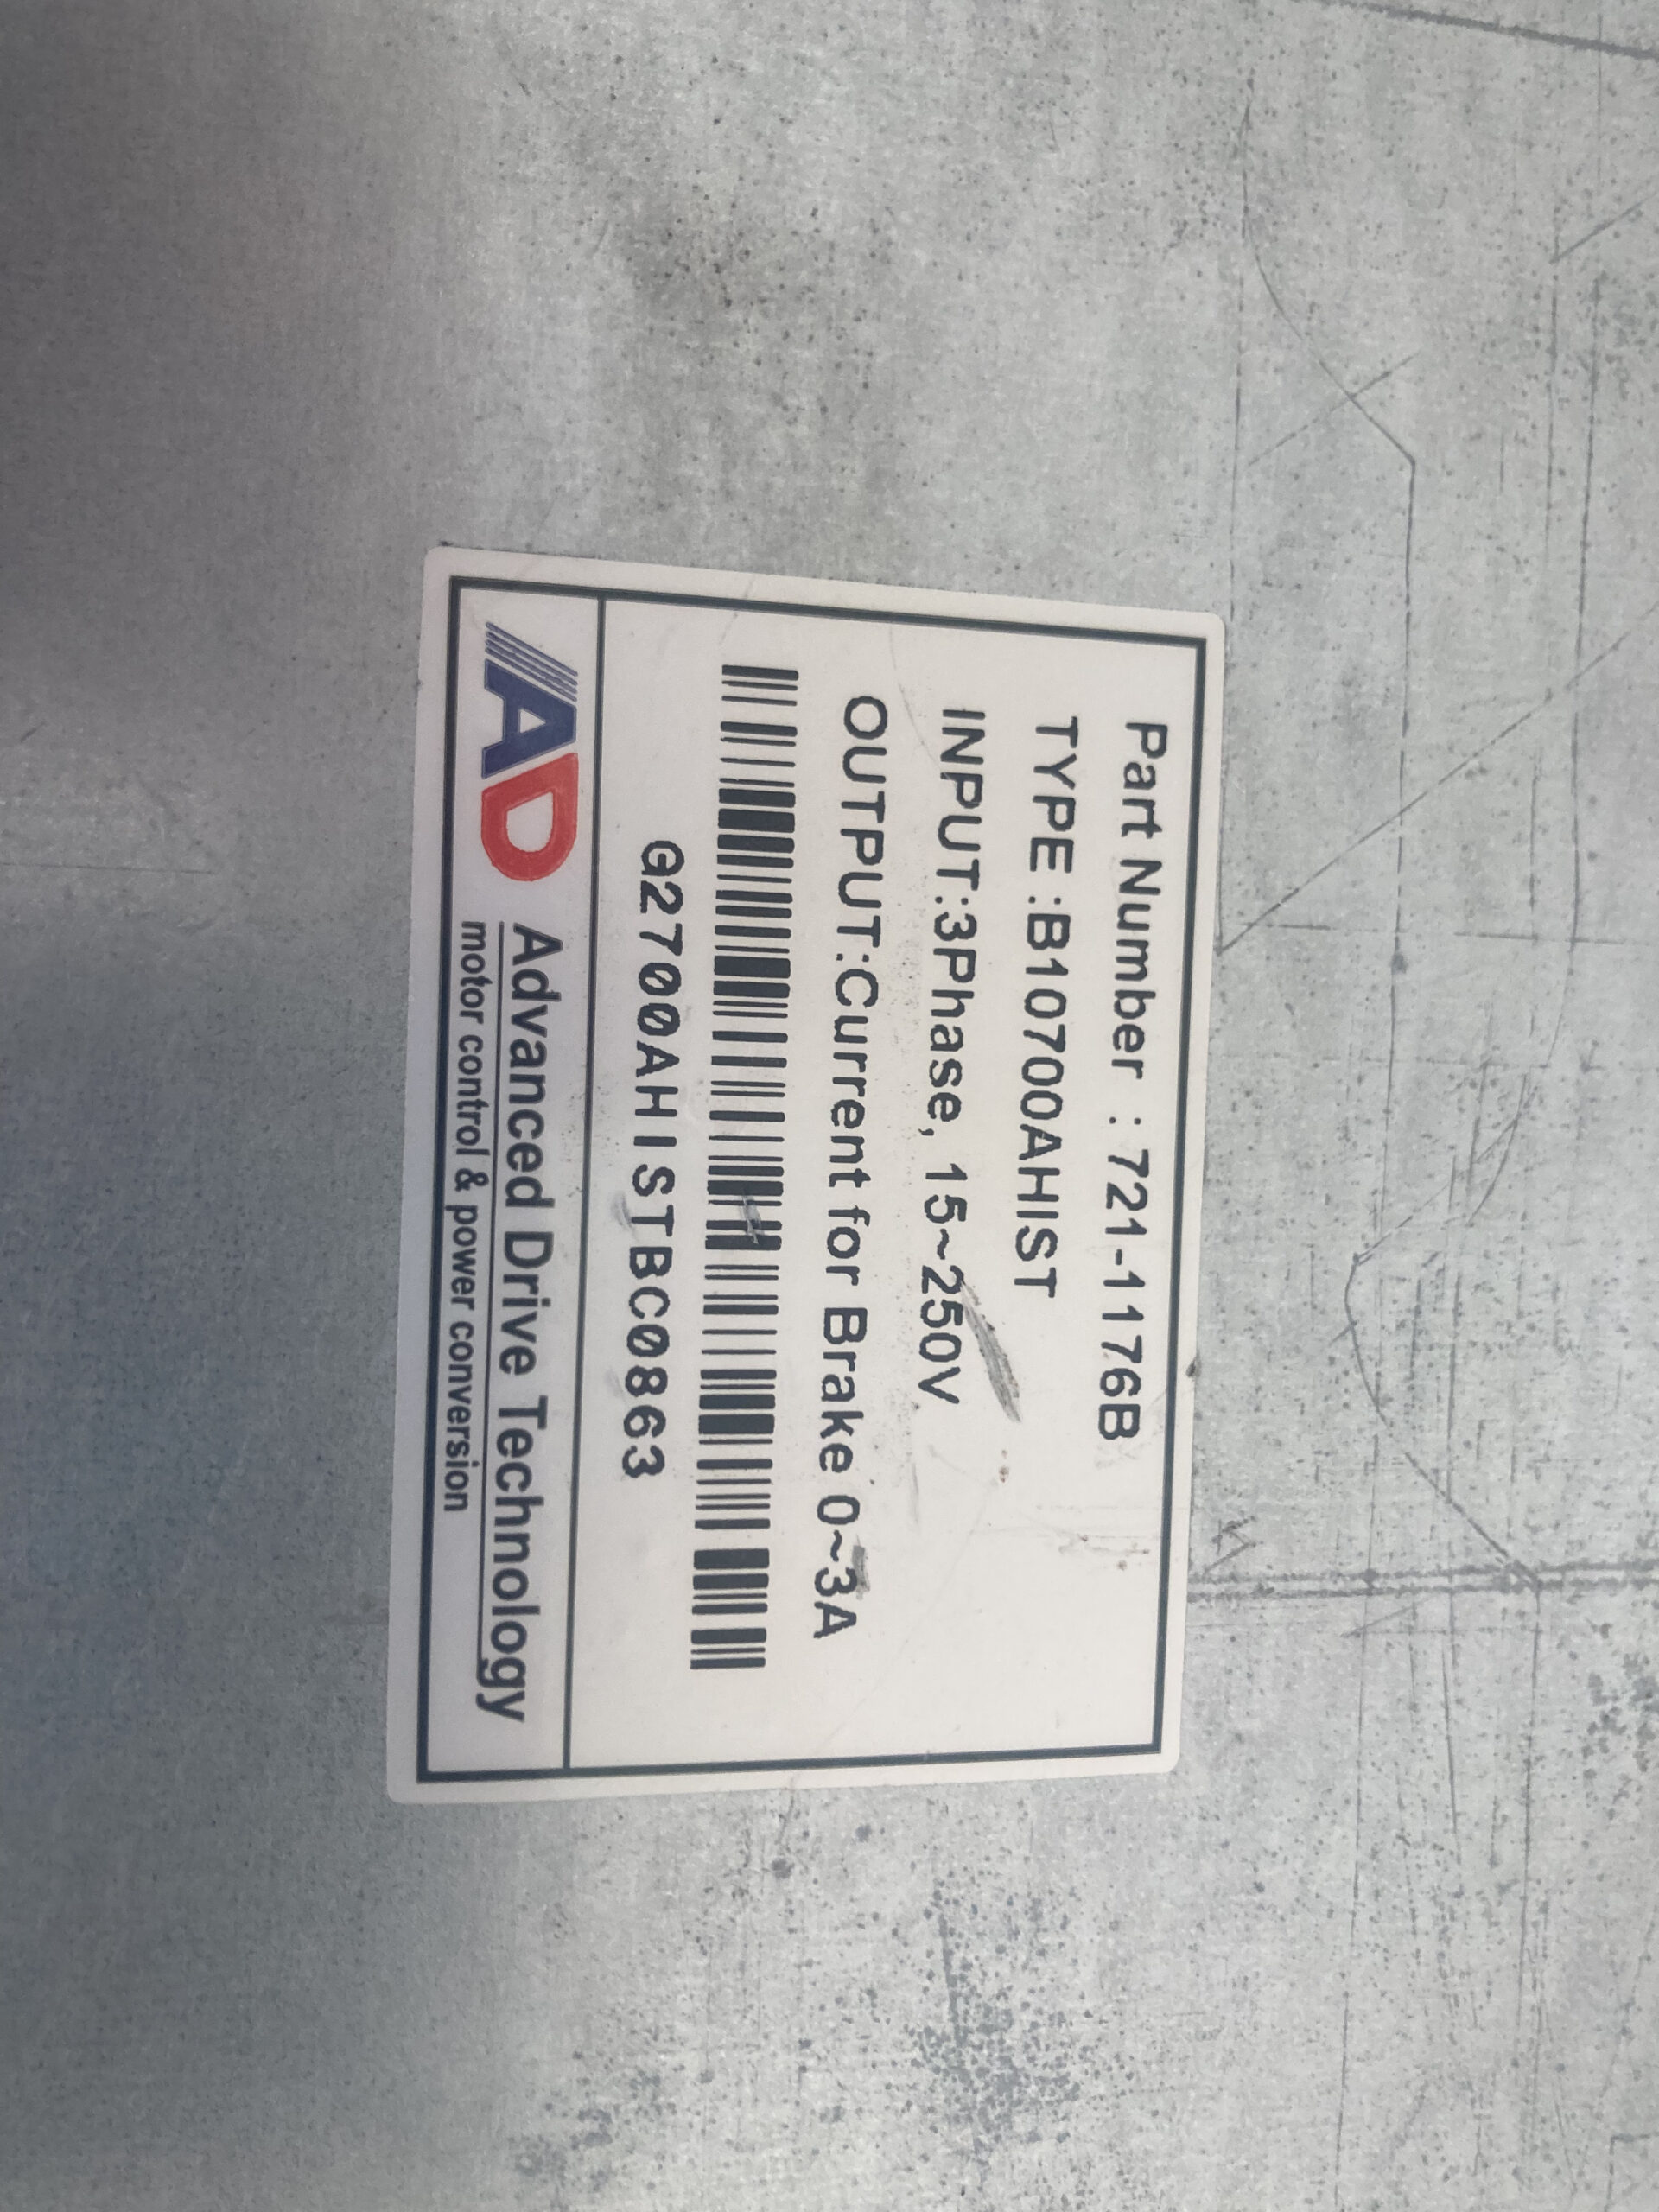 Part Number : 721-1176B
TYPE :B10700AHIST
INPUT:3Phase, 15~250V
OUTPUT:Current for Brake 0~3A
G2700AHISTBC0863
AD Advanced Drive Technology
motor control & power conversion